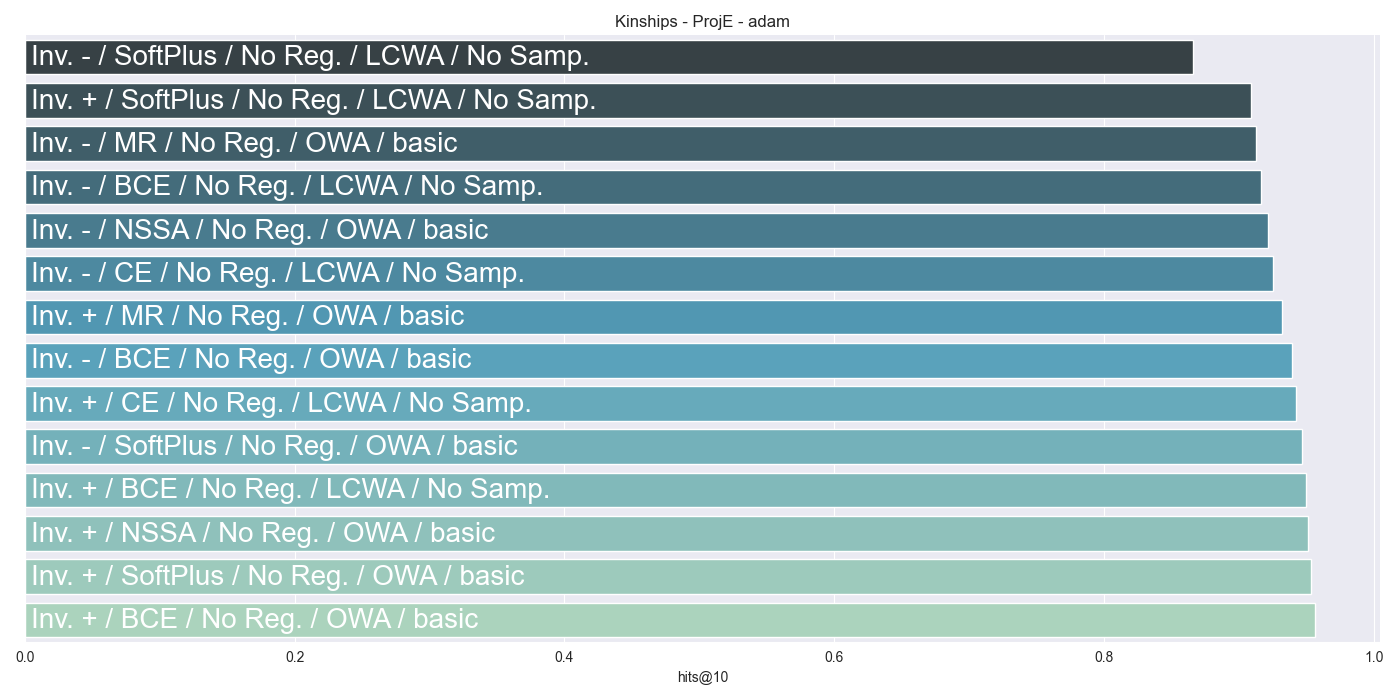 Kinships - ProjE - adam
Inv. - / SoftPlus / No Reg. / LCWA / No Samp.
Inv. + / SoftPlus / No Reg. / LCWA / No Samp.
Inv. - / MR / No Reg. / OWA / basic
Inv. - / BCE / No Reg. / LCWA / No Samp.
Inv. - / NSSA / No Reg. / OWA / basic
Inv. - / CE / No Reg. / LCWA / No Samp.
Inv. + / MR / No Reg. / OWA / basic
Inv. - / BCE / No Reg. / OWA / basic
Inv. + / CE / No Reg. / LCWA / No Samp.
Inv. - / SoftPlus / No Reg. / OWA / basic
Inv. + / BCE / No Reg. / LCWA / No Samp.
Inv. + / NSSA / No Reg. / OWA / basic
Inv. + / SoftPlus / No Reg. / OWA / basic
Inv. + / BCE / No Reg. / OWA / basic
0.0 0.2 0.4 0.6 0.8 1.0
hits@10